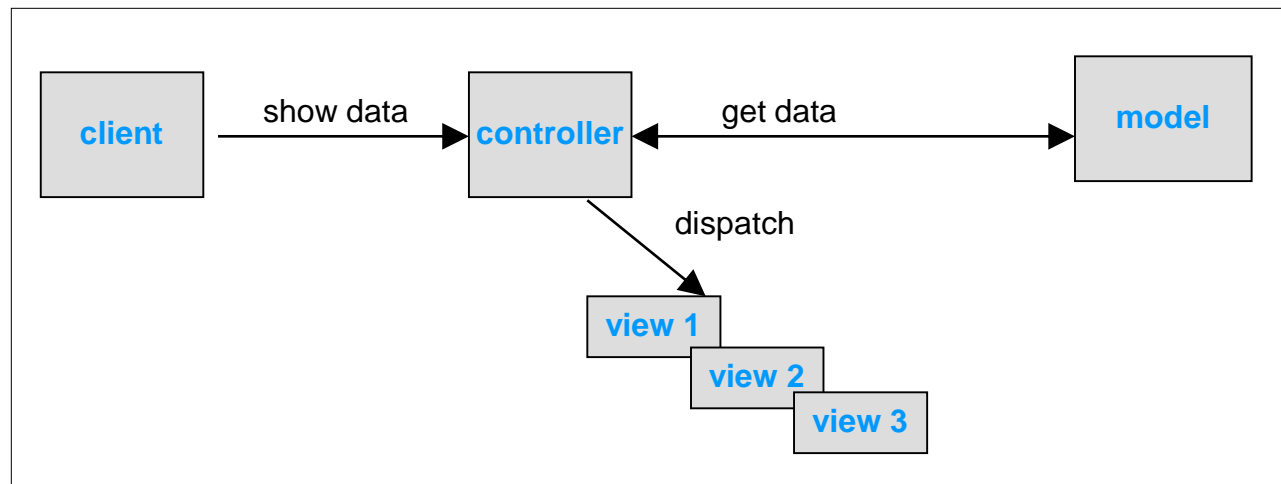 client
show data
controller
get data
model
dispatch
view 1
view 2
view 3